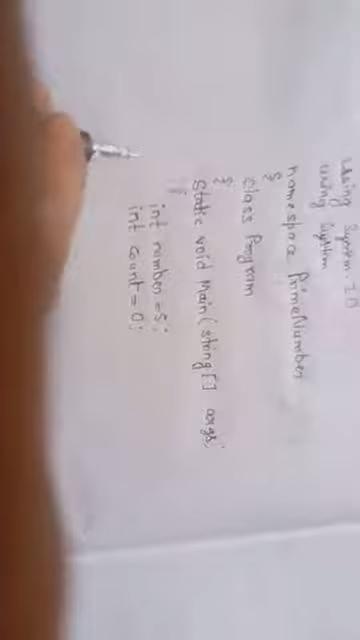 using System.IO
using System
namespace PrimeNumber
{
class Program
{
static void Main(string[] args)
{
int number = 5;
int count = 0;